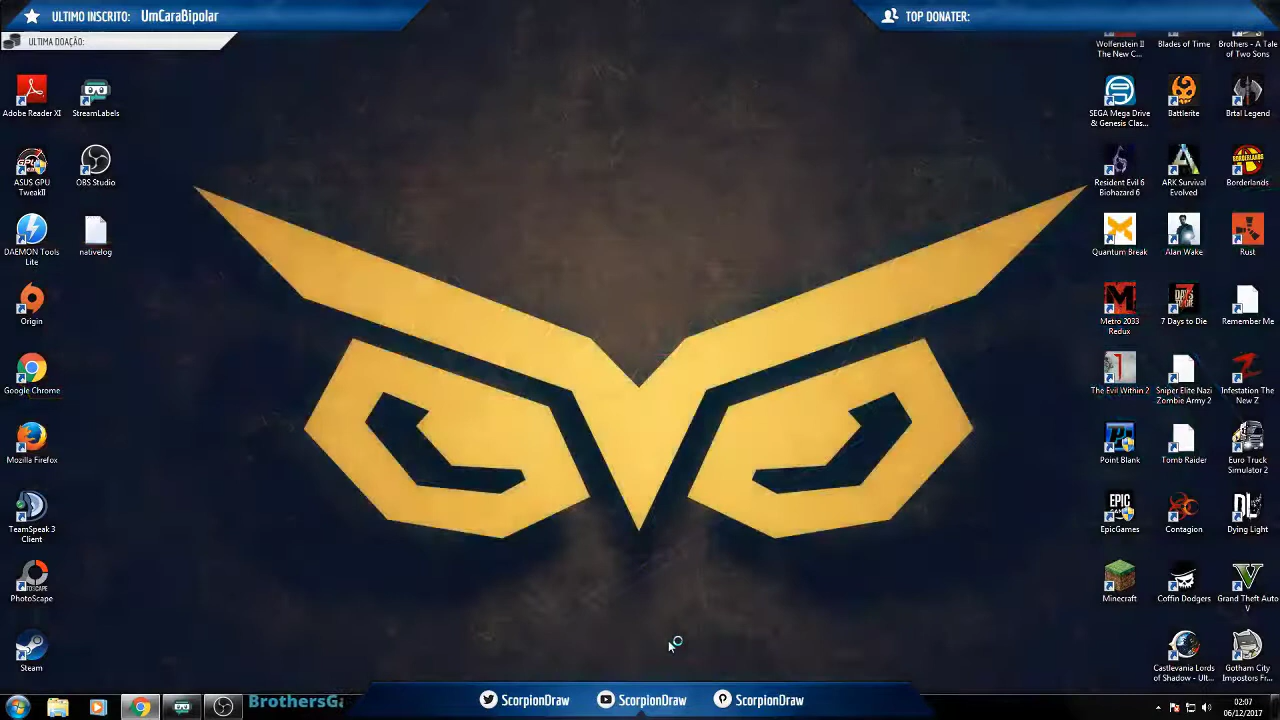 ULTIMO INSCRITO: UmCaraBipolar
TOP DONATER:
ULTIMA DOAÇÃO:
Adobe Reader XI
StreamLabels
ASUS GPU
TweakII
OBS Studio
DAEMON Tools
Lite
nativelog
Origin
Google Chrome
Mozilla Firefox
TeamSpeak 3
Client
PhotoScape
Steam
Wolfenstein II
The New C...
Blades of Time
Brothers - A Tale
of Two Sons
SEGA Mega Drive
& Genesis Clas...
Battlerite
Brtal Legend
Resident Evil 6
Biohazard 6
ARK Survival
Evolved
Borderlands
Quantum Break
Alan Wake
Rust
Metro 2033
Redux
7 Days to Die
Remember Me
The Evil Within 2
Sniper Elite Nazi
Zombie Army 2
Infestation The
New Z
Point Blank
Tomb Raider
Euro Truck
Simulator 2
EpicGames
Contagion
Dying Light
Minecraft
Coffin Dodgers
Grand Theft Auto
V
Castlevania Lords
of Shadow - Ult...
Gotham City
Impostors Fr...
BrothersGa
ScorpionDraw
ScorpionDraw
ScorpionDraw
02:07
06/12/2017